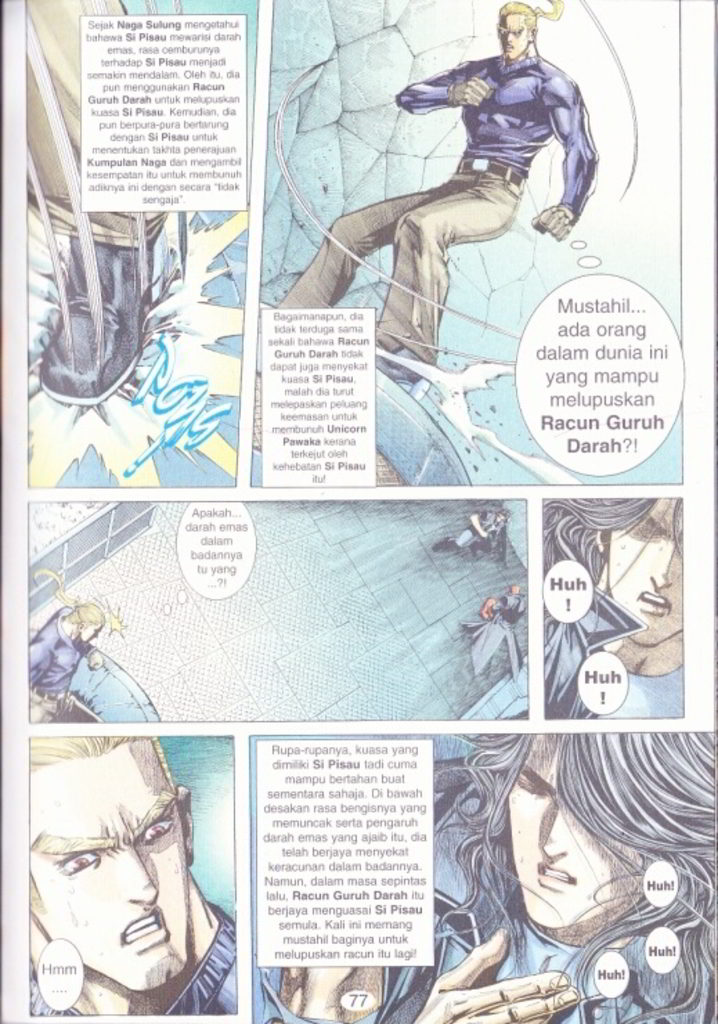 Sejak Naga Sulung mengetahui
bahawa Si Pisau mewarisi darah
emas, rasa cemburunya
terhadap Si Pisau menjadi
semakin mendalam. Oleh itu, dia
pun menggunakan Racun
Guruh Darah untuk melupuskan
kuasa Si Pisau. Kemudian, dia
pun berpura-pura bertarung
dengan Si Pisau untuk
menentukan takhta penerajuan
Kumpulan Naga dan mengambil
kesempatan itu untuk membunuh
adiknya ini dengan secara "tidak
sengaja".
Bagaimanapun, dia
tidak terduga sama
sekali bahawa Racun
Guruh Darah tidak
dapat juga menyekat
kuasa Si Pisau,
malah dia turut
melepaskan peluang
keemasan untuk
membunuh Unicorn
Pawaka kerana
terkejut oleh
kehebatan Si Pisau
itu!
Mustahil...
ada orang
dalam dunia ini
yang mampu
melupuskan
Racun Guruh
Darah?!
Apakah...
darah emas
dalam
badannya
tu yang
...?!
Huh
!
Huh
!
Hmm
....
Rupa-rupanya, kuasa yang
dimiliki Si Pisau tadi cuma
mampu bertahan buat
sementara sahaja. Di bawah
desakan rasa bengisnya yang
memuncak serta pengaruh
darah emas yang ajaib itu, dia
telah berjaya menyekat
keracunan dalam badannya.
Namun, dalam masa sepintas
lalu, Racun Guruh Darah itu
berjaya menguasai Si Pisau
semula. Kali ini memang
mustahil baginya untuk
melupuskan racun itu lagi!
Huh!
Huh!
Huh!
77